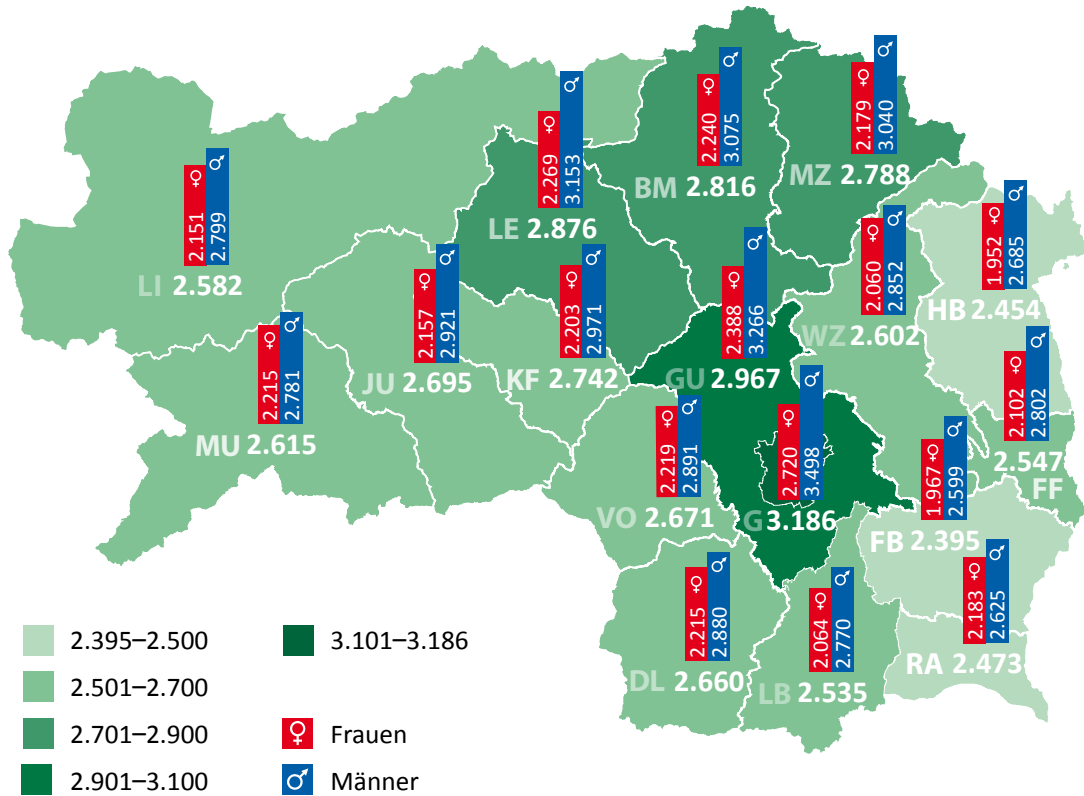 2.179
3.040
MZ 2.788
2.240
3.075
BM 2.816
2.269
3.153
LE 2.876
2.151
2.799
LI 2.582
1.952
2.685
HB 2.454
2.060
2.852
WZ 2.602
2.157
2.921
JU 2.695
2.203
2.971
KF 2.742
2.388
3.266
GU 2.967
2.215
2.781
MU 2.615
2.102
2.802
2.547
FF
2.219
2.891
VO 2.671
2.720
3.498
G 3.186
1.967
2.599
FB 2.395
2.215
2.880
DL 2.660
2.064
2.770
LB 2.535
2.183
2.625
RA 2.473
2.395–2.500
2.501–2.700
2.701–2.900
2.901–3.100
3.101–3.186
♀ Frauen
♂ Männer